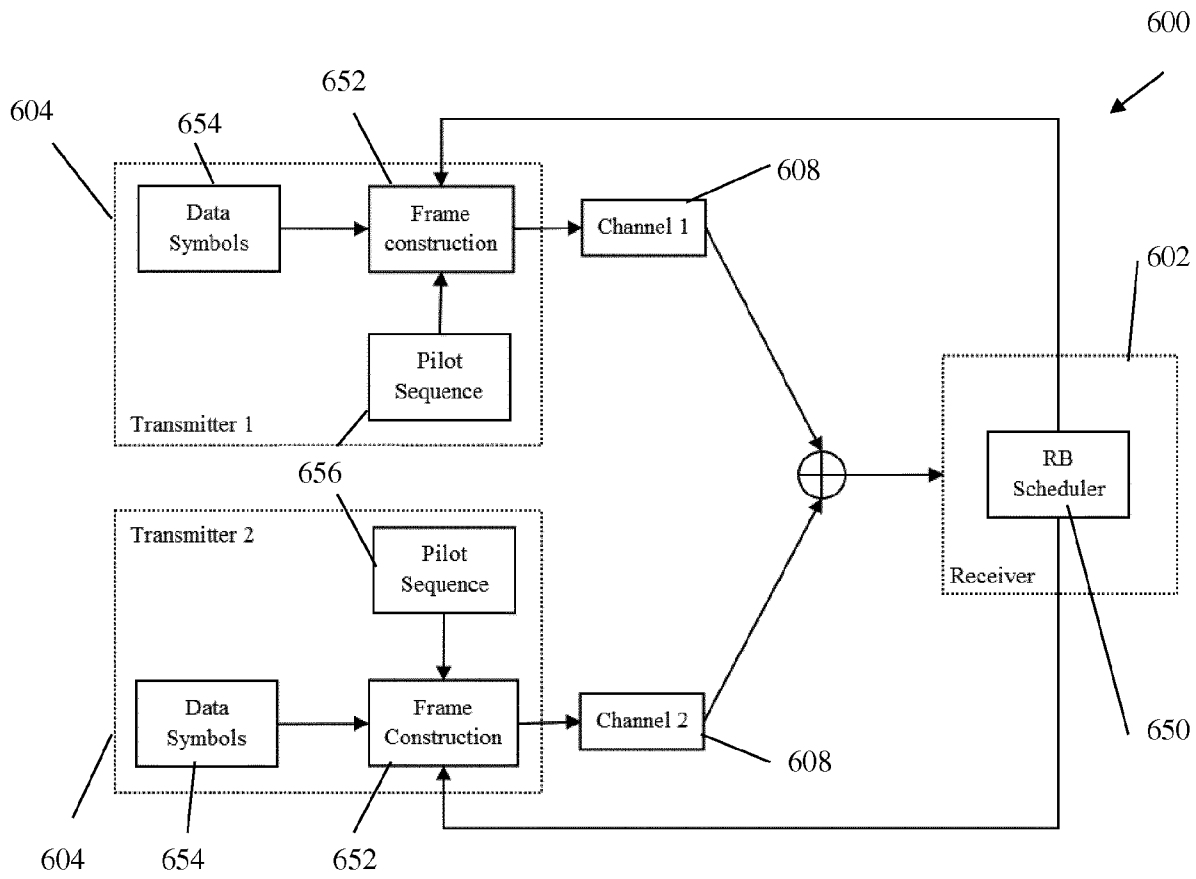 600
652
604
654
608
Data
Symbols
Frame
construction
Channel 1
602
Pilot
Sequence
Transmitter 1
RB
Scheduler
656
Transmitter 2
Pilot
Sequence
Receiver
Data
Symbols
Frame
Construction
Channel 2
650
608
604
654
652